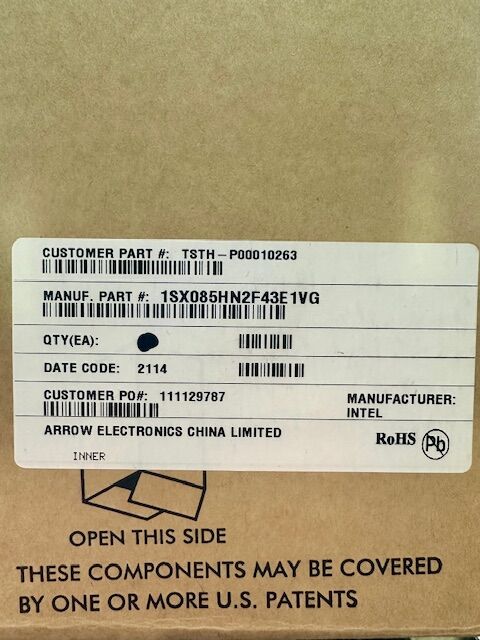 CUSTOMER PART #: TSTH-P00010263
MANUF. PART #: 1SX085HN2F43E1VG
QTY(EA):
DATE CODE: 2114
CUSTOMER PO#: 111129787
MANUFACTURER:
INTEL
ARROW ELECTRONICS CHINA LIMITED
RoHS Pb
INNER
OPEN THIS SIDE
THESE COMPONENTS MAY BE COVERED
BY ONE OR MORE U.S. PATENTS